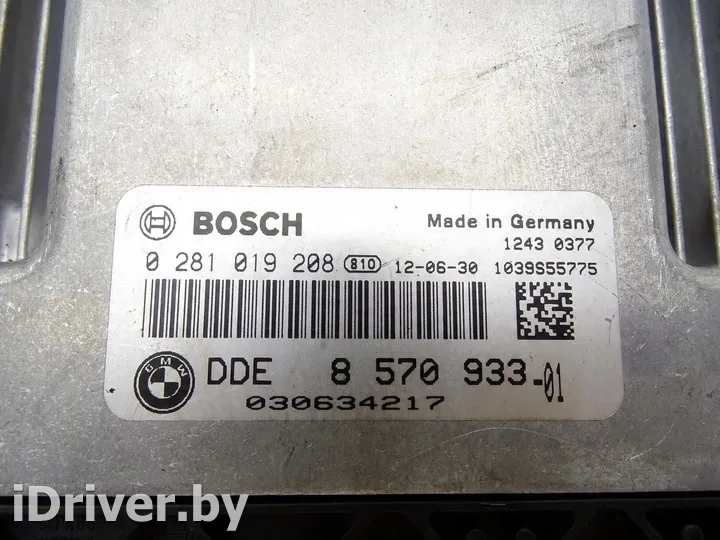 BOSCH
Made in Germany
1243 0377
0 281 019 208 810 12-06-30 1039S55775
BMW
DDE 8 570 933-01
030634217
iDriver.by